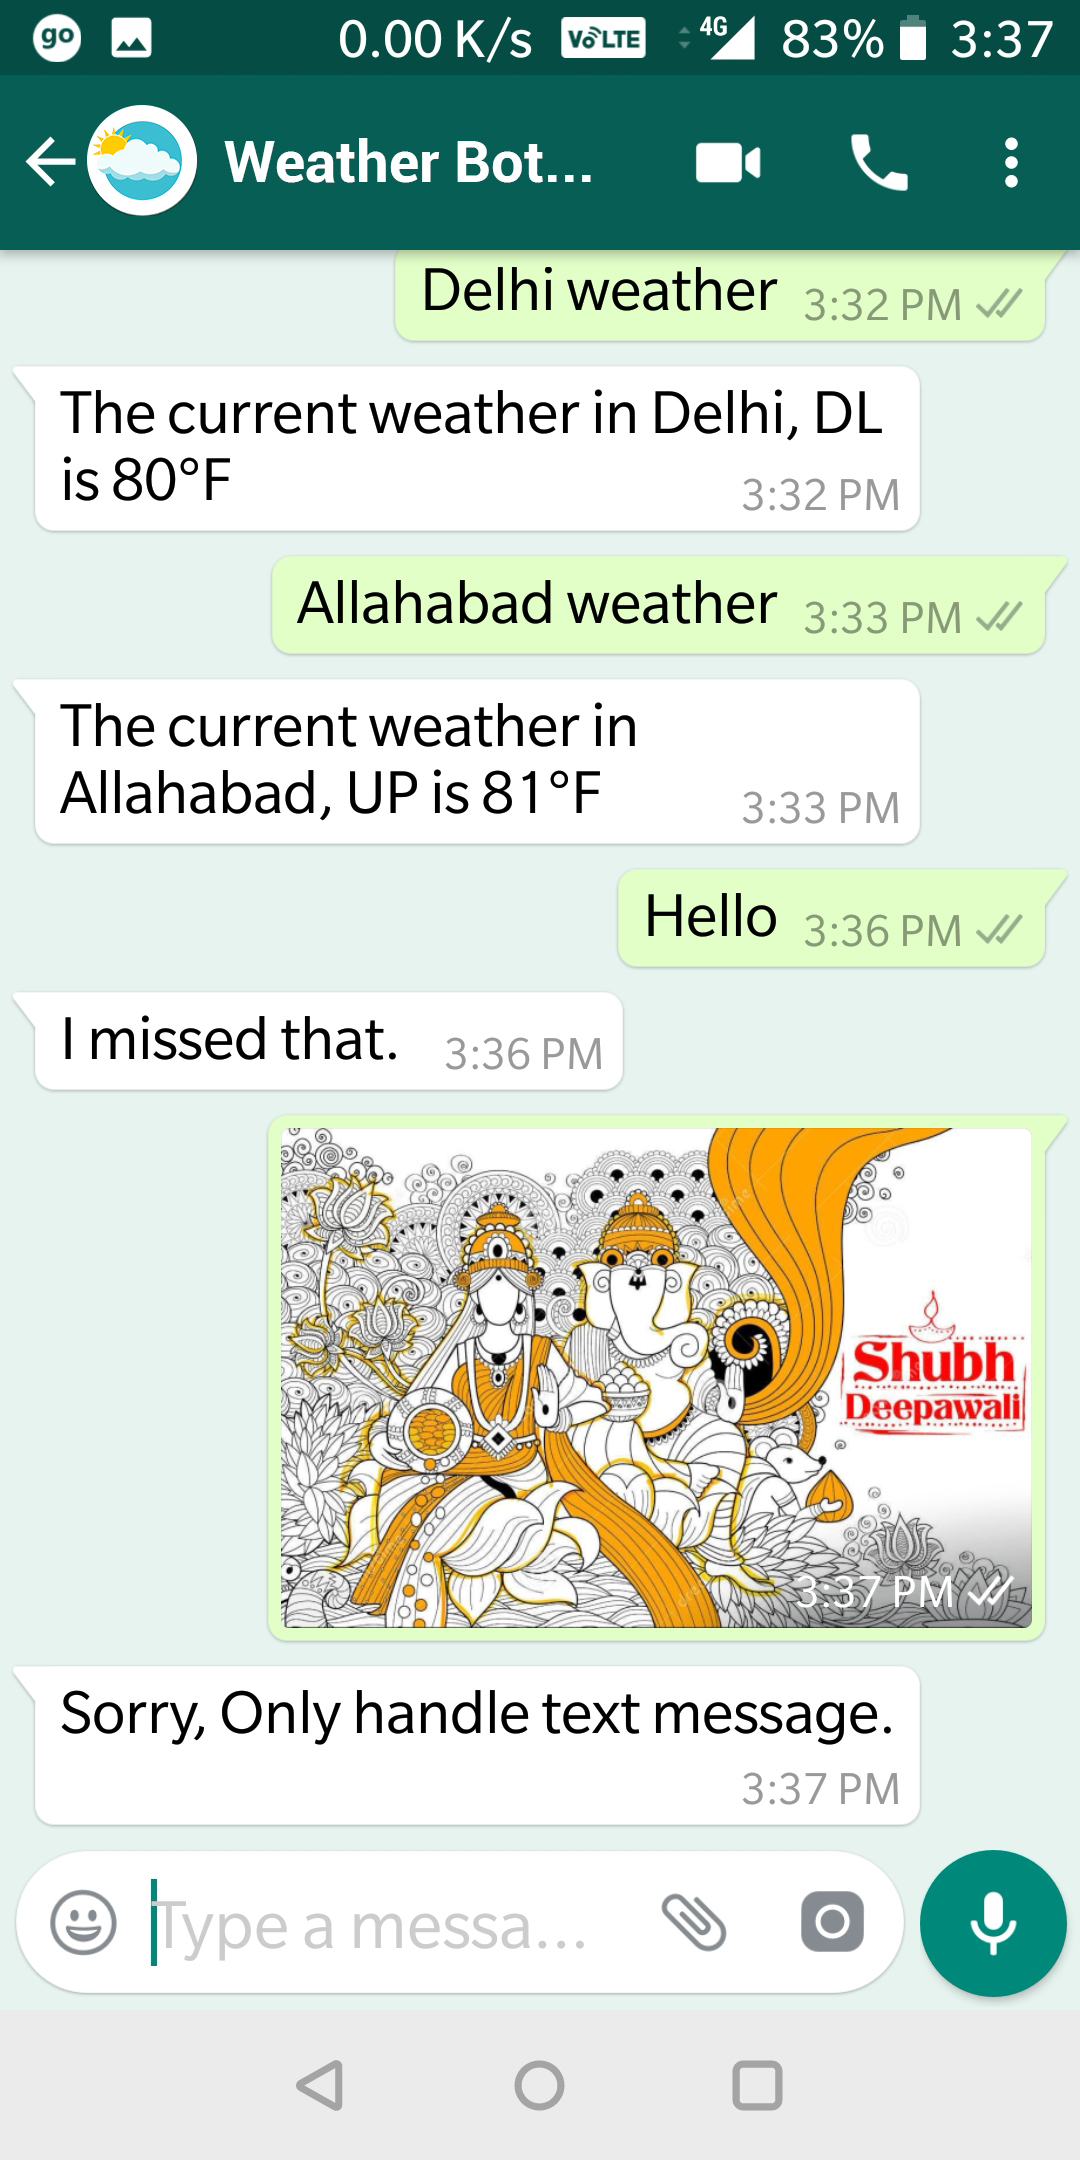 go 0.00 K/s VoLTE 4G 83% 3:37
Weather Bot...
Delhi weather 3:32 PM
The current weather in Delhi, DL
is 80°F 3:32 PM
Allahabad weather 3:33 PM
The current weather in
Allahabad, UP is 81°F 3:33 PM
Hello 3:36 PM
I missed that. 3:36 PM
Shubh
Deepawali
3:37 PM
Sorry, Only handle text message.
3:37 PM
Type a messa...